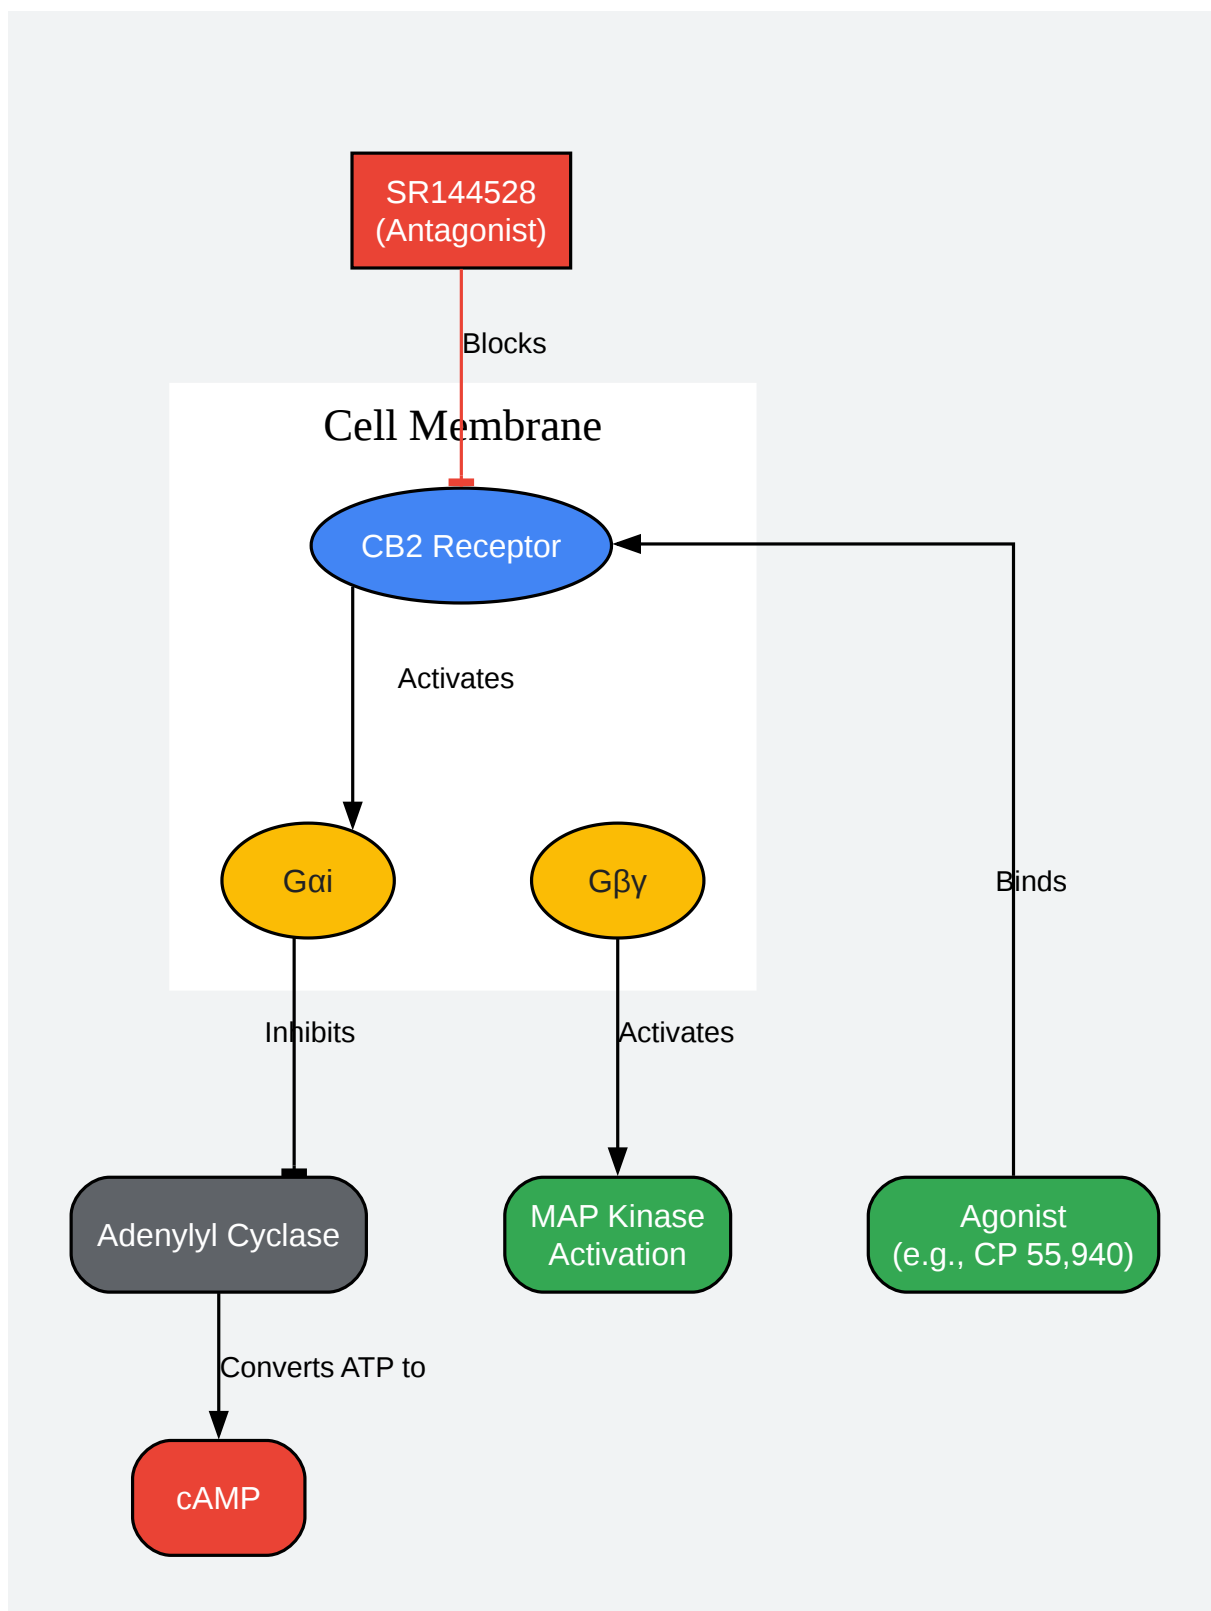 SR144528
(Antagonist)
Blocks
Cell Membrane
CB2 Receptor
Activates
Gαi
Gβγ
Binds
Inhibits
Activates
Adenylyl Cyclase
MAP Kinase
Activation
Agonist
(e.g., CP 55,940)
Converts ATP to
cAMP